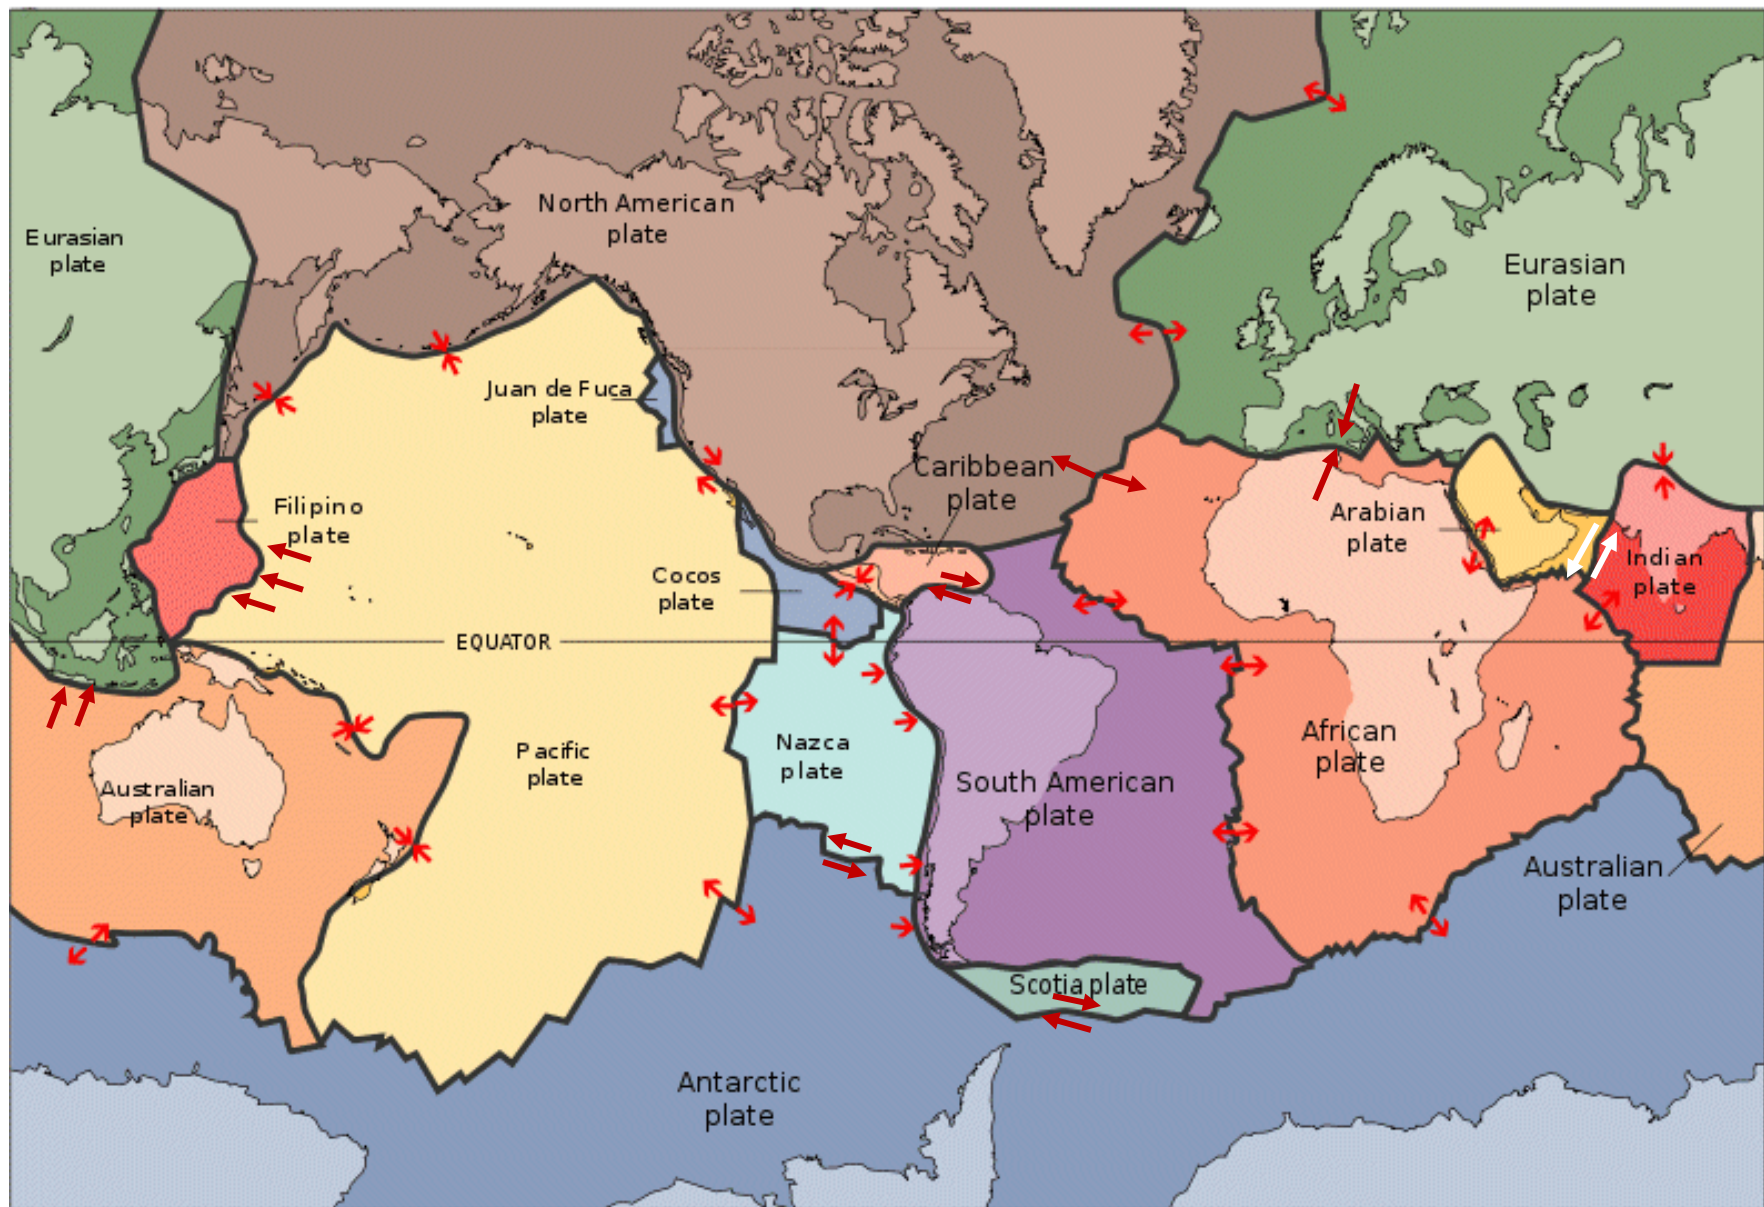 North American
plate
Eurasian
plate
Eurasian
plate
Juan de Fuca
plate
Caribbean
plate
Filipino
plate
Arabian
plate
Indian
plate
Cocos
plate
EQUATOR
Pacific
plate
Nazca
plate
African
plate
South American
plate
Australian
plate
Australian
plate
Scotia plate
Antarctic
plate